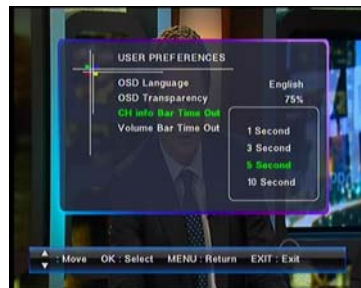 USER PREFERENCES
OSD Language English
OSD Transparency 75%
CH info Bar Time Out
Volume Bar Time Out
1 Second
3 Second
5 Second
10 Second
: Move OK : Select MENU : Return EXIT : Exit